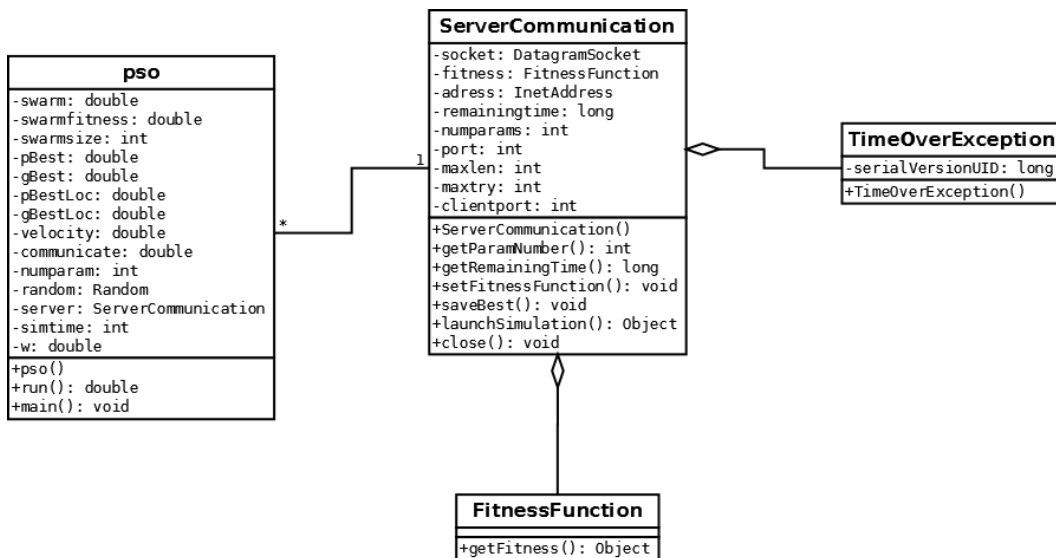 pso
-swarm: double
-swarmfitness: double
-swarmsize: int
-pBest: double
-gBest: double
-pBestLoc: double
-gBestLoc: double
-velocity: double
-communicate: double
-numparam: int
-random: Random
-server: ServerCommunication
-simtime: int
-w: double
+pso()
+run(): double
+main(): void
*
1
ServerCommunication
-socket: DatagramSocket
-fitness: FitnessFunction
-adress: InetAddress
-remainingtime: long
-numparams: int
-port: int
-maxlen: int
-maxtry: int
-clientport: int
+ServerCommunication()
+getParamNumber(): int
+getRemainingTime(): long
+setFitnessFunction(): void
+saveBest(): void
+launchSimulation(): Object
+close(): void
TimeOverException
-serialVersionUID: long
+TimeOverException()
FitnessFunction
+getFitness(): Object